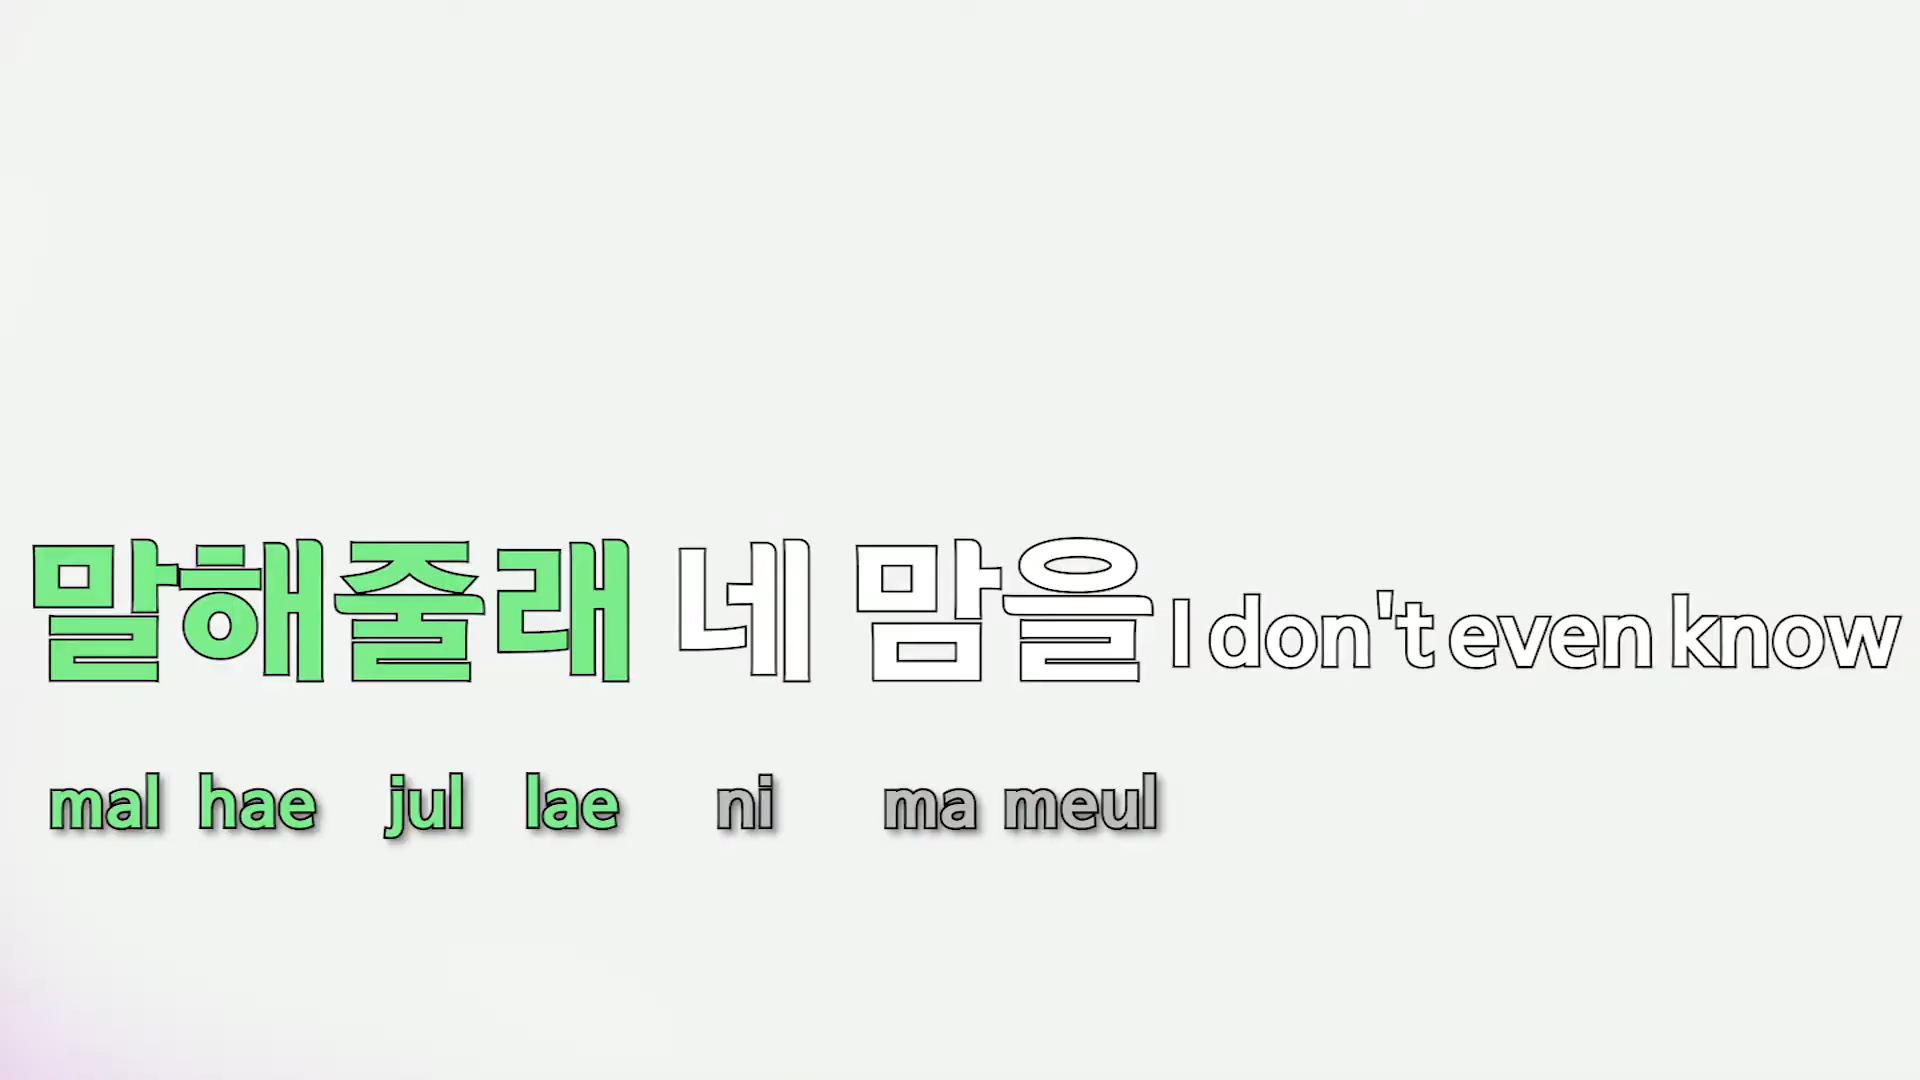 말해줄래 네 맘을 I don't even know
mal hae jul lae ni ma meul